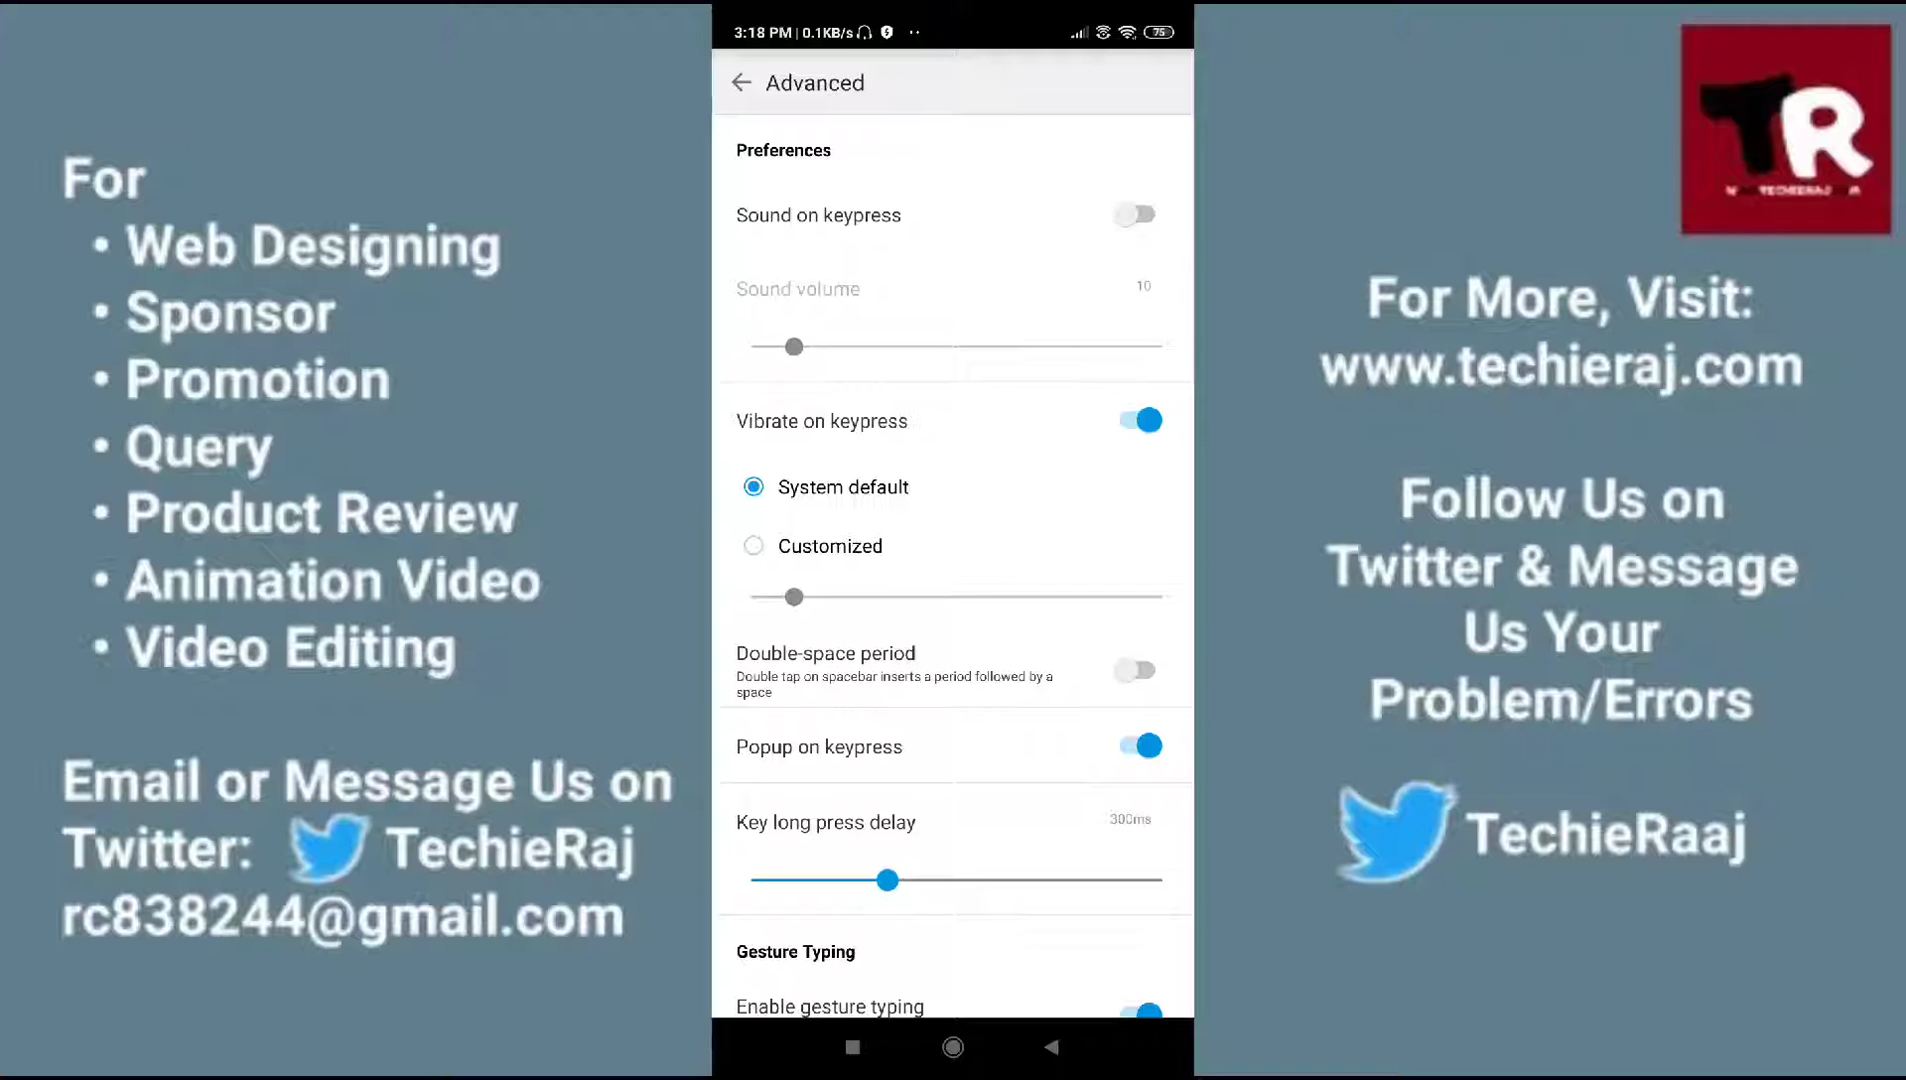 For
• Web Designing
• Sponsor
• Promotion
• Query
• Product Review
• Animation Video
• Video Editing
Email or Message Us on
Twitter: TechieRaj
rc838244@gmail.com
3:18 PM | 0.1KB/s
75
Advanced
Preferences
Sound on keypress
Sound volume 10
Vibrate on keypress
System default
Customized
Double-space period
Double tap on spacebar inserts a period followed by a
space
Popup on keypress
Key long press delay 300ms
Gesture Typing
Enable gesture typing
TR
For More, Visit:
www.techieraj.com
Follow Us on
Twitter & Message
Us Your
Problem/Errors
TechieRaaj